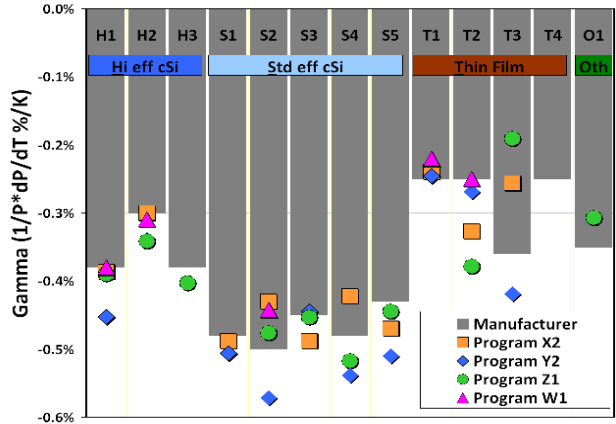 0.0%
H1 H2 H3 S1 S2 S3 S4 S5 T1 T2 T3 T4 O1
Hi eff cSi Std eff cSi Thin Film Oth
-0.1%
-0.2%
-0.3%
-0.4%
-0.5%
-0.6%
Gamma (1/P*dP/dT %/K)
Manufacturer
Program X2
Program Y2
Program Z1
Program W1